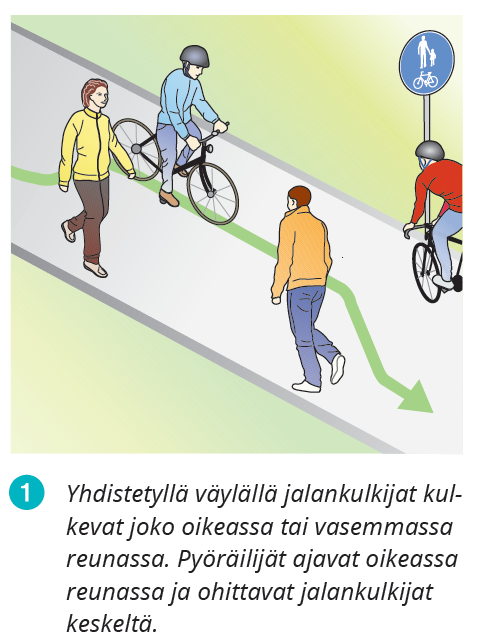 1 Yhdistetyllä väylällä jalankulkijat kul-
kevat joko oikeassa tai vasemmassa
reunassa. Pyöräilijät ajavat oikeassa
reunassa ja ohittavat jalankulkijat
keskeltä.